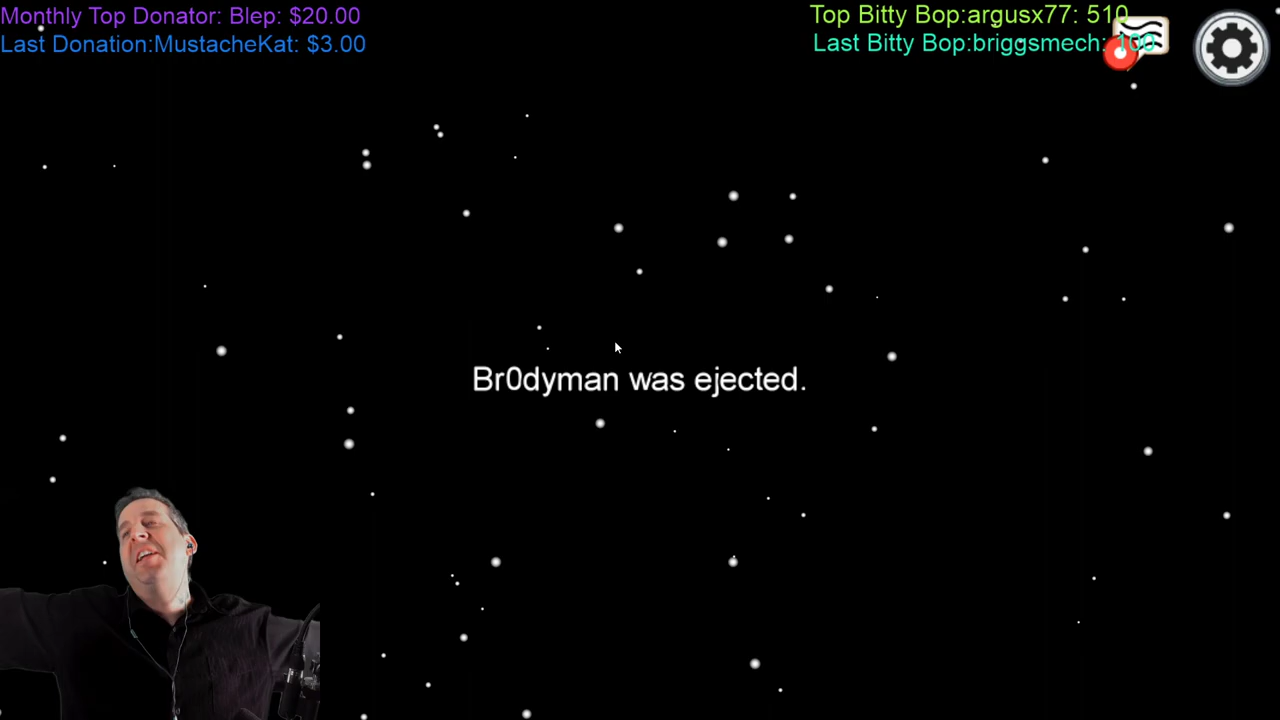 Monthly Top Donator: Blep: $20.00
Last Donation:MustacheKat: $3.00
Top Bitty Bop:argusx77: 510
Last Bitty Bop:briggsmech: 100
Br0dyman was ejected.